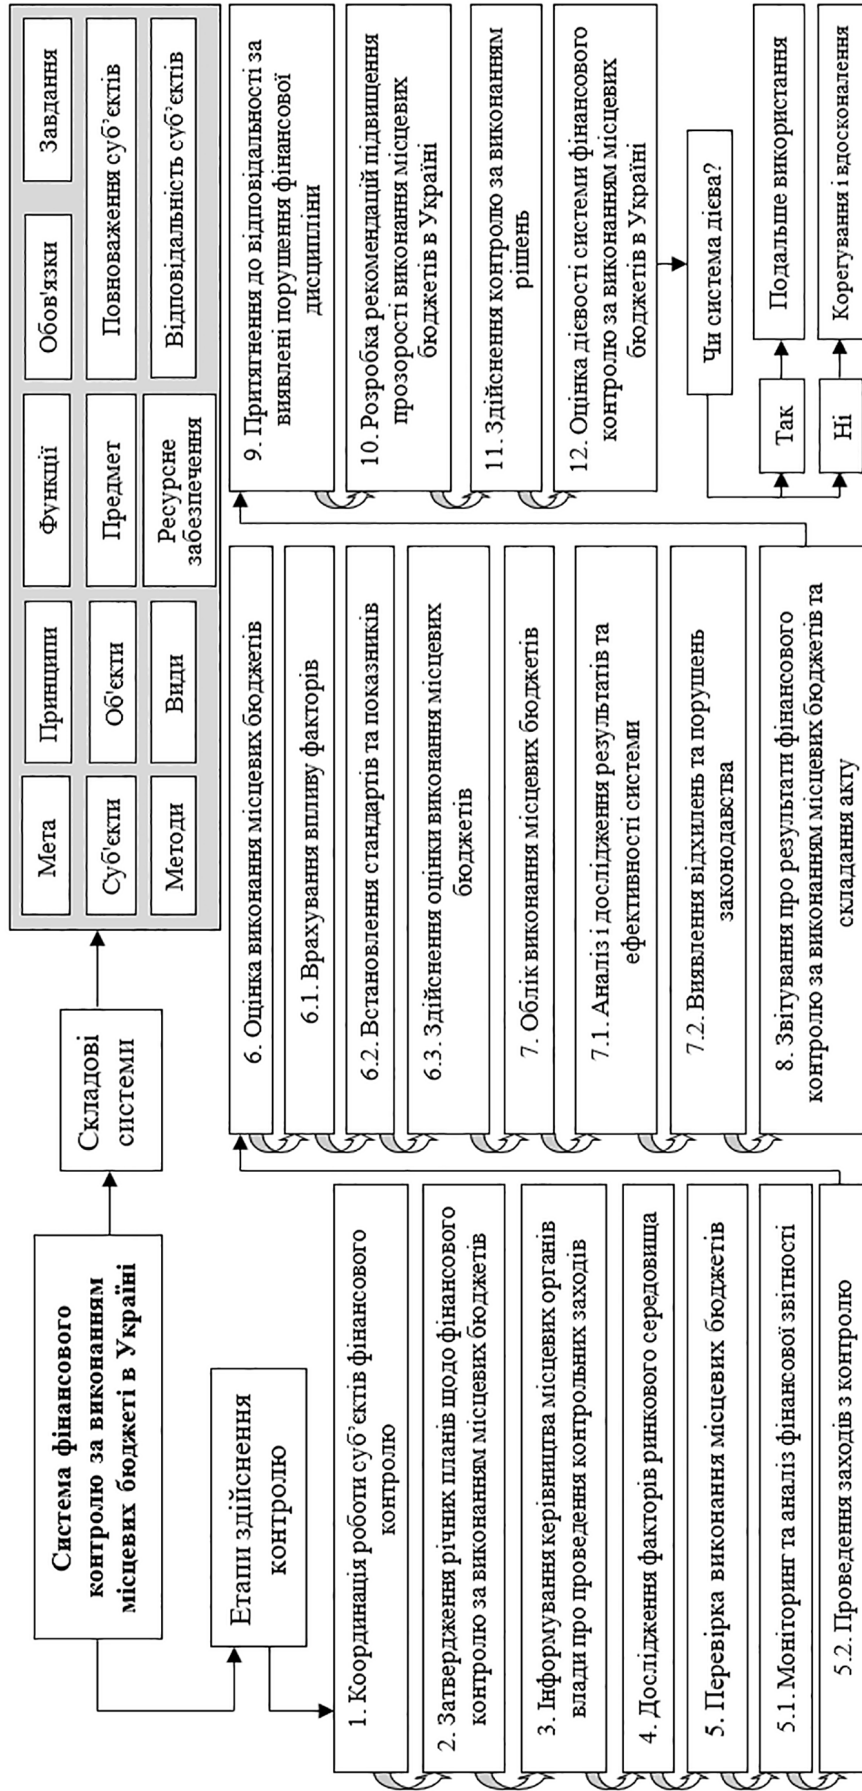 Система фінансового
контролю за виконанням
місцевих бюджеті в Україні
Складові
системи
Мета
Принципи
Функції
Обов'язки
Завдання
Суб'єкти
Об'єкти
Предмет
Повноваження суб’єктів
Методи
Види
Ресурсне
забезпечення
Відповідальність суб’єктів
Етапи здійснення
контролю
1. Координація роботи суб’єктів фінансового
контролю
2. Затвердження річних планів щодо фінансового
контролю за виконанням місцевих бюджетів
3. Інформування керівництва місцевих органів
влади про проведення контрольних заходів
4. Дослідження факторів ринкового середовища
5. Перевірка виконання місцевих бюджетів
5.1. Моніторинг та аналіз фінансової звітності
5.2. Проведення заходів з контролю
6. Оцінка виконання місцевих бюджетів
6.1. Врахування впливу факторів
6.2. Встановлення стандартів та показників
6.3. Здійснення оцінки виконання місцевих
бюджетів
7. Облік виконання місцевих бюджетів
7.1. Аналіз і дослідження результатів та
ефективності системи
7.2. Виявлення відхилень та порушень
законодавства
8. Звітування про результати фінансового
контролю за виконанням місцевих бюджетів та
складання акту
9. Притягнення до відповідальності за
виявлені порушення фінансової
дисципліни
10. Розробка рекомендацій підвищення
прозорості виконання місцевих
бюджетів в Україні
11. Здійснення контролю за виконанням
рішень
12. Оцінка дієвості системи фінансового
контролю за виконанням місцевих
бюджетів в Україні
Чи система дієва?
Так
Подальше використання
Ні
Корегування і вдосконалення